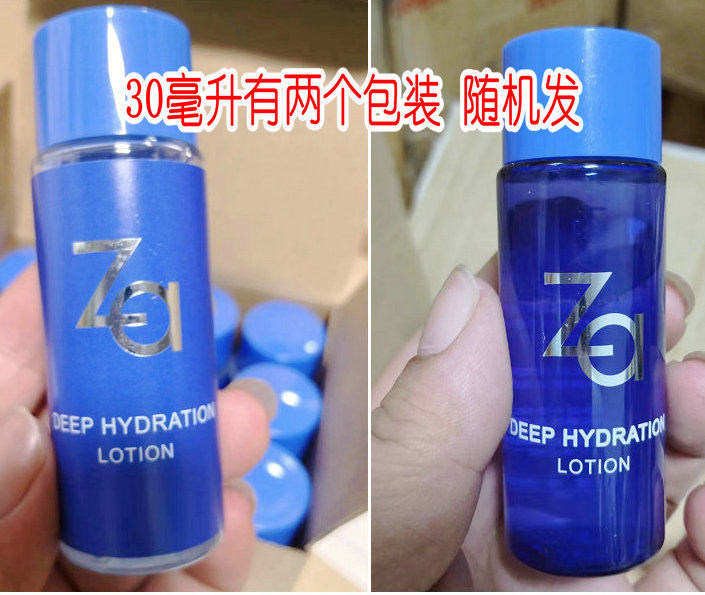 30毫升有两个包装 随机发
Za
DEEP HYDRATION
LOTION
Za
DEEP HYDRATION
LOTION